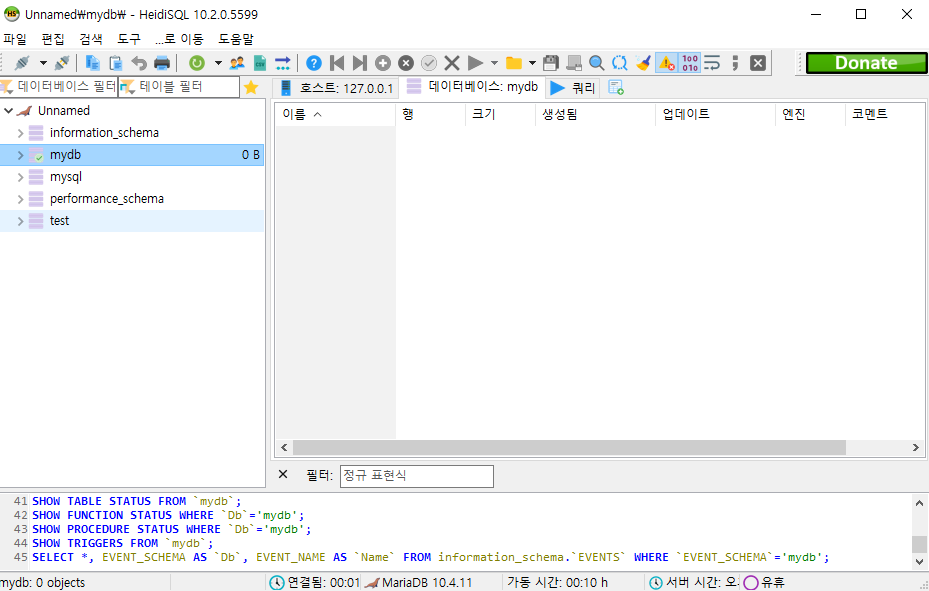 Unnamed₩mydb₩ - HeidiSQL 10.2.0.5599
파일 편집 검색 도구 ...로 이동 도움말
Donate
데이터베이스 필터 테이블 필터 호스트: 127.0.0.1 데이터베이스: mydb 쿼리
Unnamed
information_schema
mydb 0 B
mysql
performance_schema
test
이름 행 크기 생성됨 업데이트 엔진 코멘트
필터: 정규 표현식
41 SHOW TABLE STATUS FROM `mydb`;
42 SHOW FUNCTION STATUS WHERE `Db`='mydb';
43 SHOW PROCEDURE STATUS WHERE `Db`='mydb';
44 SHOW TRIGGERS FROM `mydb`;
45 SELECT *, EVENT_SCHEMA AS `Db`, EVENT_NAME AS `Name` FROM information_schema.`EVENTS` WHERE `EVENT_SCHEMA`='mydb';
mydb: 0 objects 연결됨: 00:01 MariaDB 10.4.11 가동 시간: 00:10 h 서버 시간: 오 유휴